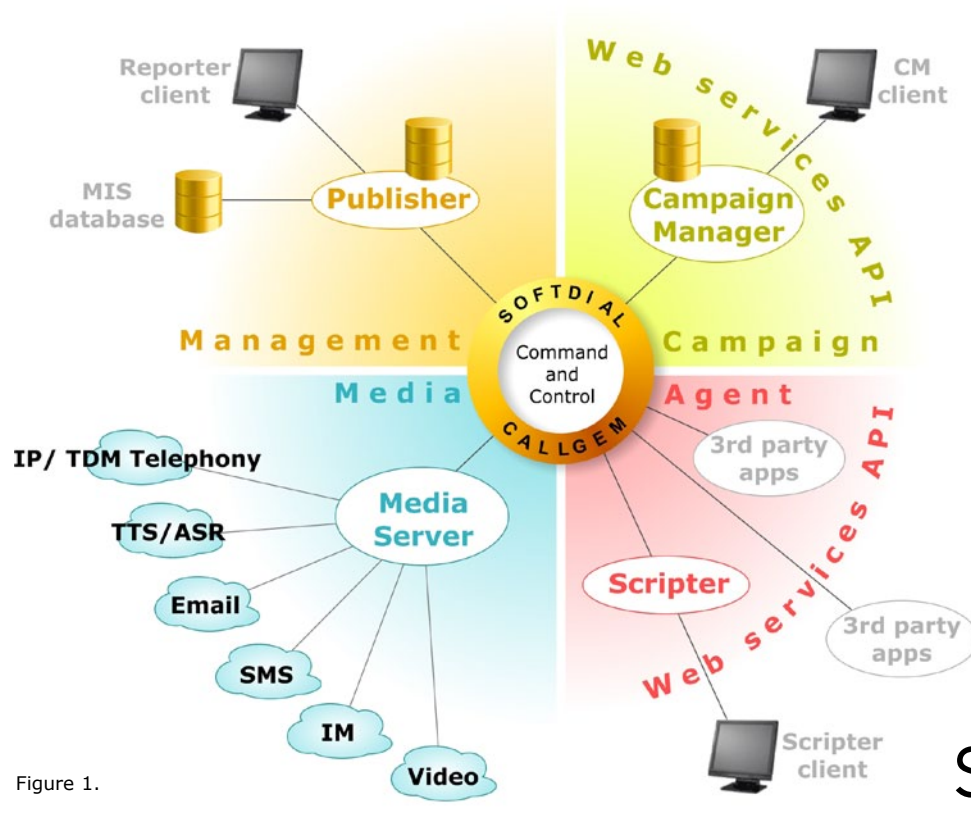 Reporter
client
MIS
database
Publisher
Management
Web services API
CM
client
Campaign
Manager
Campaign
SOFTDIAL
Command
and
Control
CALLGEM
Media
IP/ TDM Telephony
TTS/ASR
Email
SMS
IM
Video
Media
Server
Agent
3rd party
apps
Web services API
Scripter
3rd party
apps
Scripter
client
Figure 1.
S